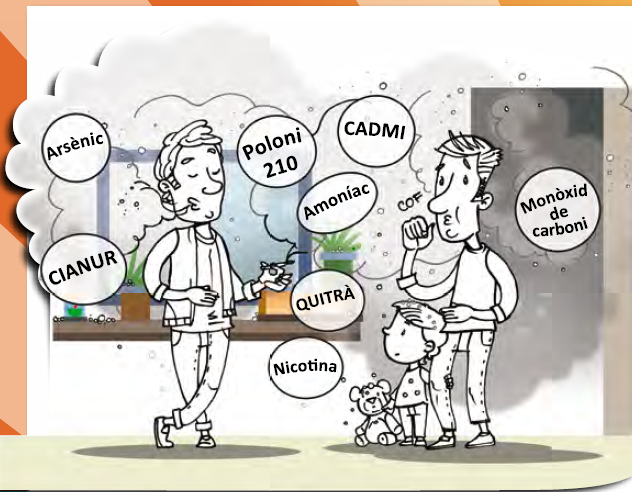 Arsènic
Poloni
210
CADMI
Amoníac
COF
Monòxid
de
carboni
CIANUR
QUITRÀ
Nicotina